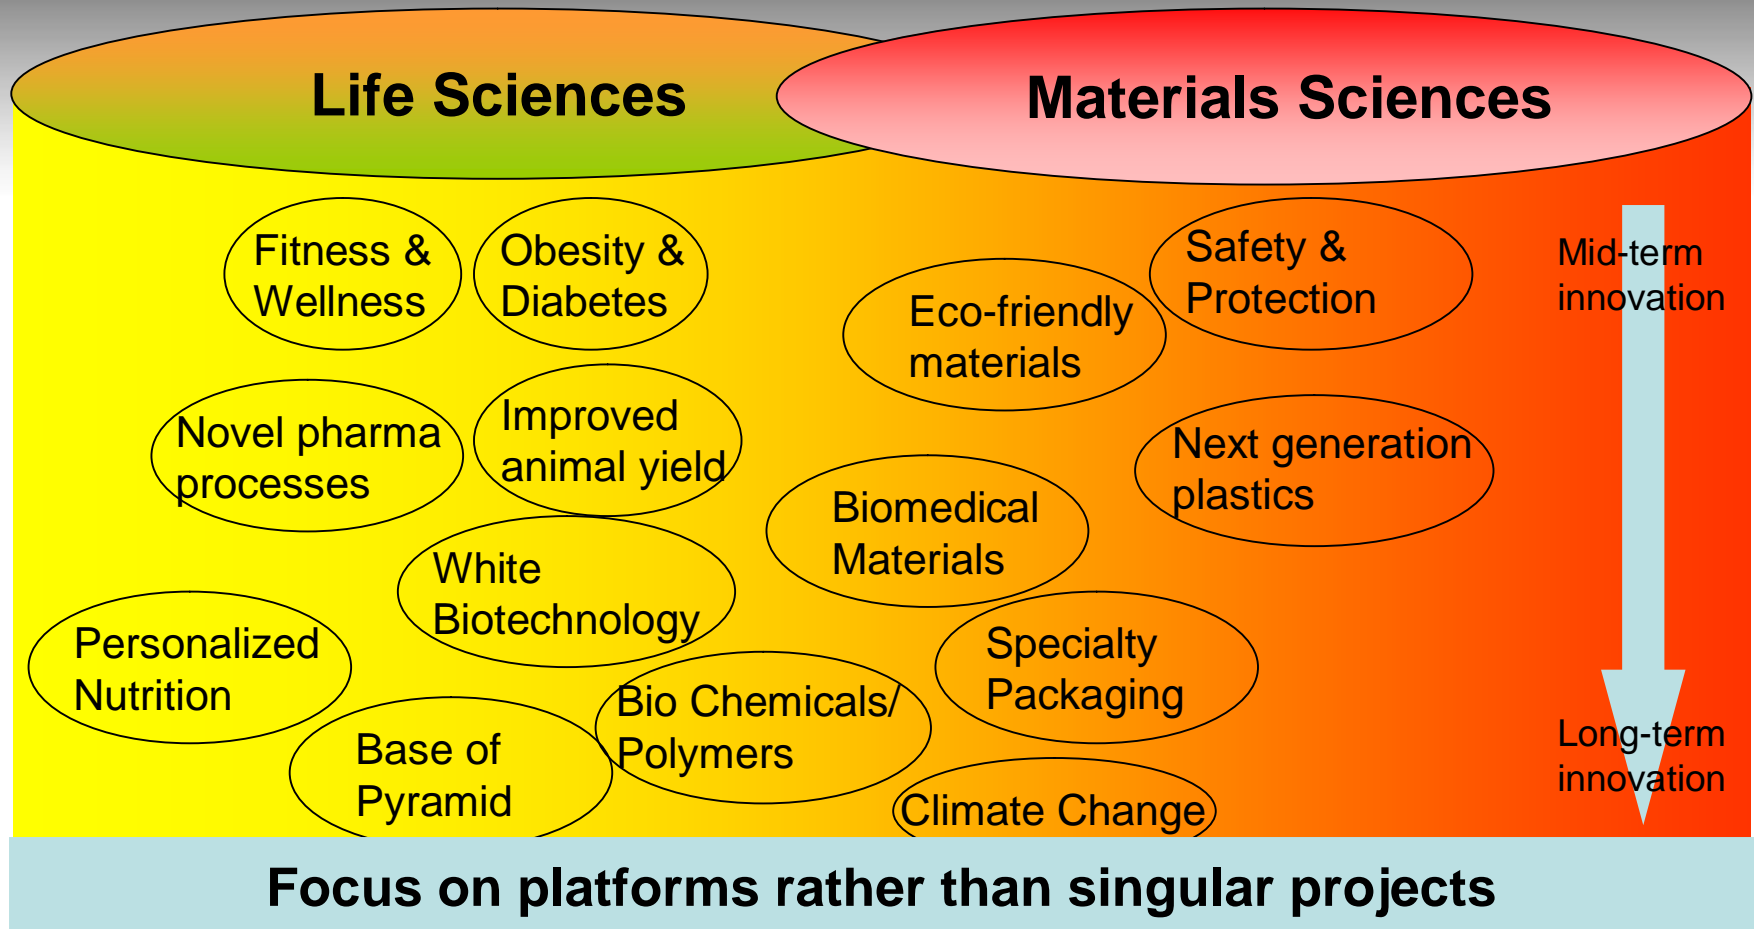 Life Sciences
Materials Sciences
Fitness &
Wellness
Obesity &
Diabetes
Safety &
Protection
Eco-friendly
materials
Mid-term
innovation
Novel pharma
processes
Improved
animal yield
Next generation
plastics
Biomedical
Materials
White
Biotechnology
Personalized
Nutrition
Specialty
Packaging
Bio Chemicals/
Polymers
Base of
Pyramid
Climate Change
Long-term
innovation
Focus on platforms rather than singular projects